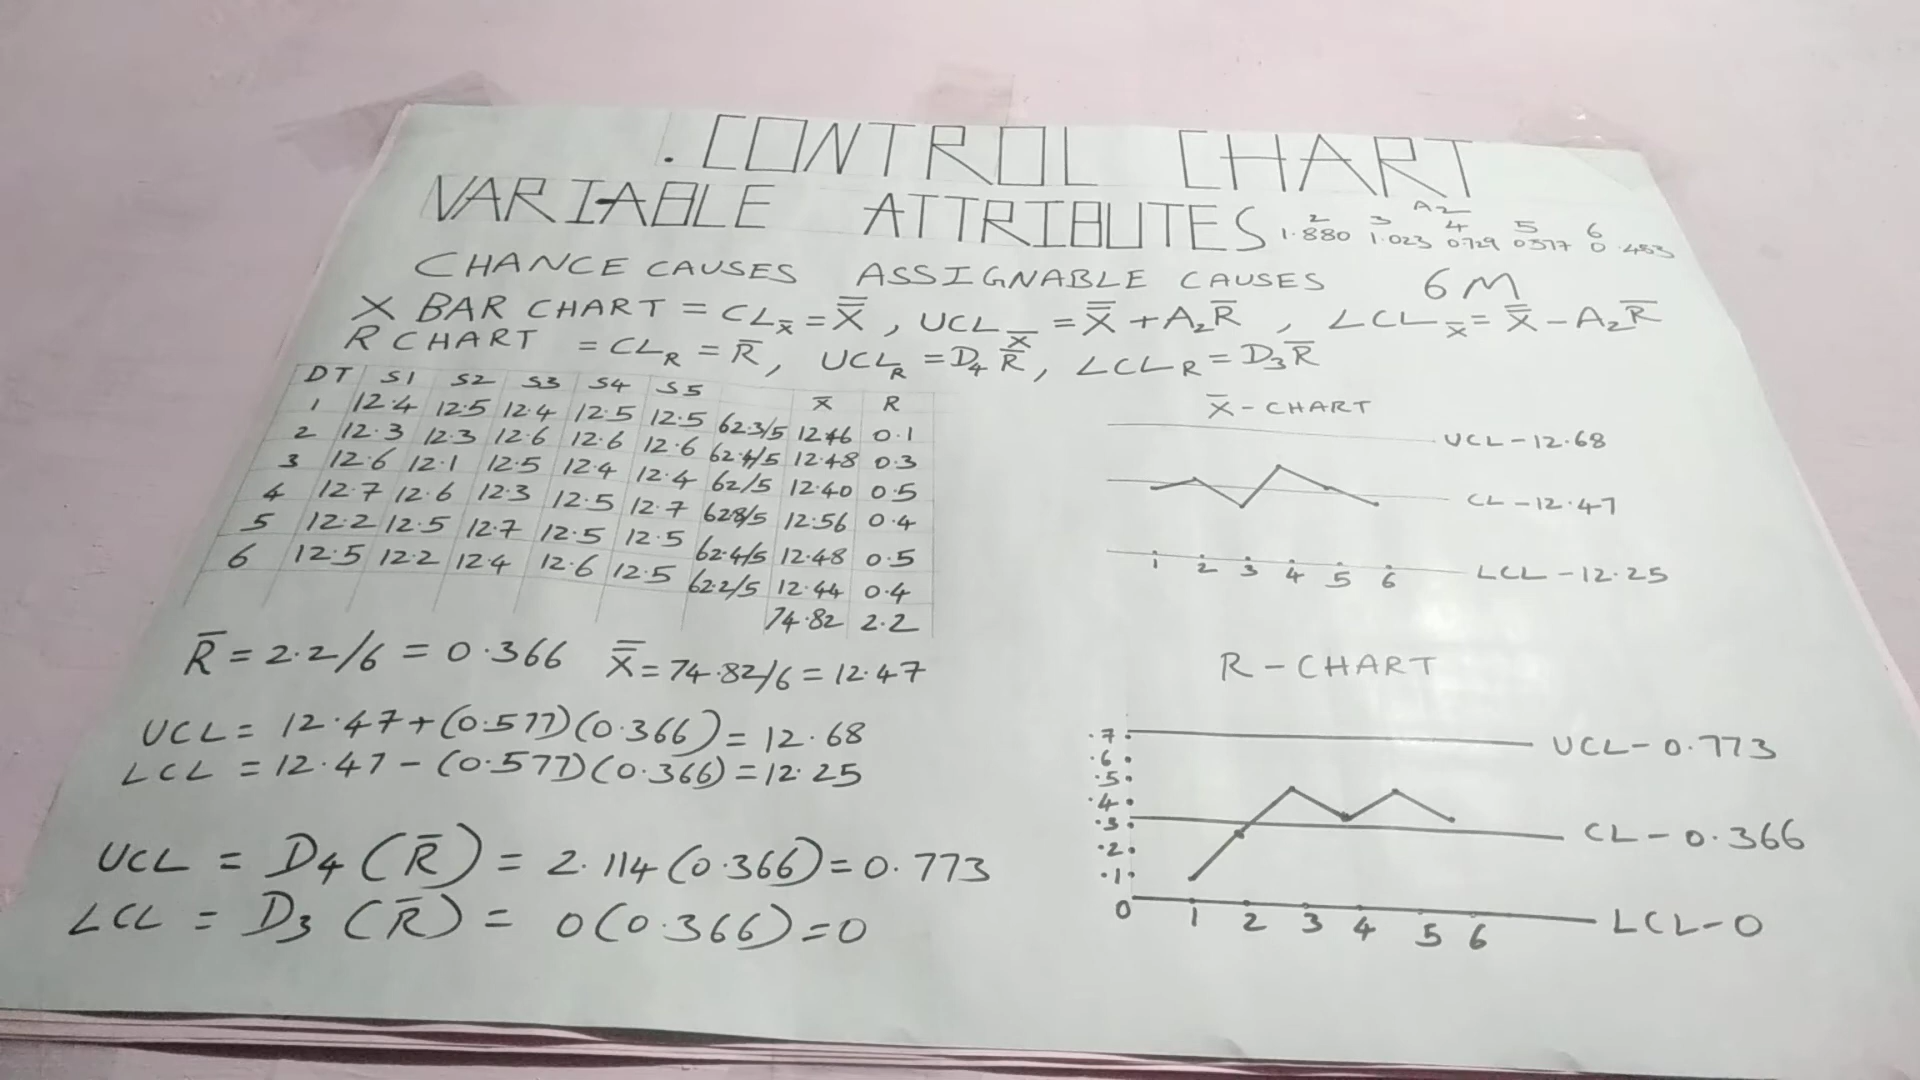 . CONTROL CHART
VARIABLE ATTRIBUTES
A2
2 3 4 5 6
1.880 1.023 0.729 0577 0.453
CHANCE CAUSES ASSIGNABLE CAUSES 6M
X BAR CHART = CLx̄ = X̿, UCLx̄ = X̿ + A₂R̄, LCLx̄ = X̿ - A₂R̄
R CHART = CLR = R̄, UCLR = D4 R̄, LCLR = D3 R̄
DT S1 S2 S3 S4 S5 X̄ R
1 12.4 12.5 12.4 12.5 12.5 62.3/5 12.46 0.1
2 12.3 12.3 12.6 12.6 12.6 62.4/5 12.48 0.3
3 12.6 12.1 12.5 12.4 12.4 62/5 12.40 0.5
4 12.7 12.6 12.3 12.5 12.7 62.8/5 12.56 0.4
5 12.2 12.5 12.7 12.5 12.5 62.4/5 12.48 0.5
6 12.5 12.2 12.4 12.6 12.5 62.2/5 12.44 0.4
74.82 2.2
R̄ = 2.2/6 = 0.366 X̿ = 74.82/6 = 12.47
UCL = 12.47+(0.577)(0.366) = 12.68
LCL = 12.47-(0.577)(0.366) = 12.25
UCL = D4(R̄) = 2.114(0.366) = 0.773
LCL = D3(R̄) = 0(0.366) = 0
X̄ - CHART
UCL - 12.68
CL - 12.47
LCL - 12.25
1 2 3 4 5 6
R - CHART
.7 UCL - 0.773
.6
.5
.4
.3 CL - 0.366
.2
.1
0 LCL - 0
1 2 3 4 5 6